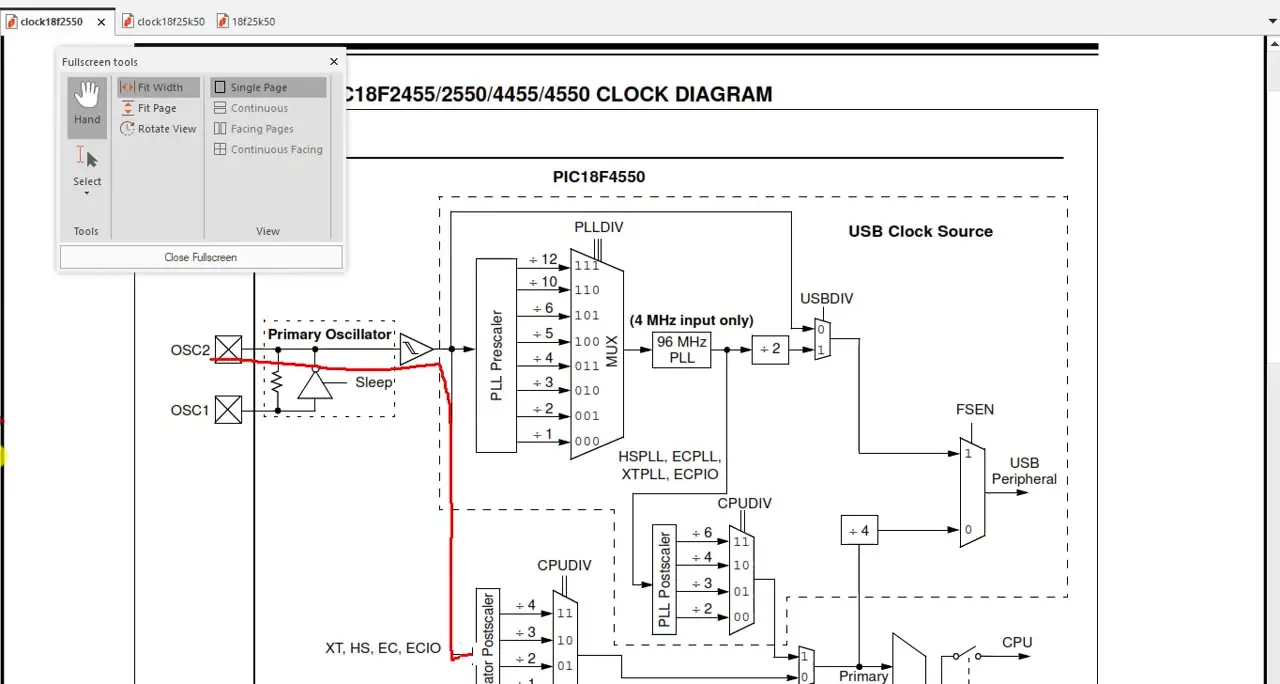 clock18f2550
clock18f25k50
18f25k50
Fullscreen tools
Hand
Fit Width
Fit Page
Rotate View
Select
Tools
Single Page
Continuous
Facing Pages
Continuous Facing
View
Close Fullscreen
C18F2455/2550/4455/4550 CLOCK DIAGRAM
PIC18F4550
USB Clock Source
PLLDIV
÷ 12
111
÷ 10
110
÷ 6
101
÷ 5
100
÷ 4
011
÷ 3
010
÷ 2
001
÷ 1
000
PLL Prescaler
MUX
(4 MHz input only)
96 MHz
PLL
÷ 2
USBDIV
0
1
OSC2
Primary Oscillator
Sleep
OSC1
HSPLL, ECPLL,
XTPLL, ECPIO
FSEN
1
USB
Peripheral
0
÷ 4
CPUDIV
PLL Postscaler
÷ 6
11
÷ 4
10
÷ 3
01
÷ 2
00
CPUDIV
ator Postscaler
÷ 4
11
÷ 3
10
÷ 2
01
÷ 1
XT, HS, EC, ECIO
1
0
Primary
CPU